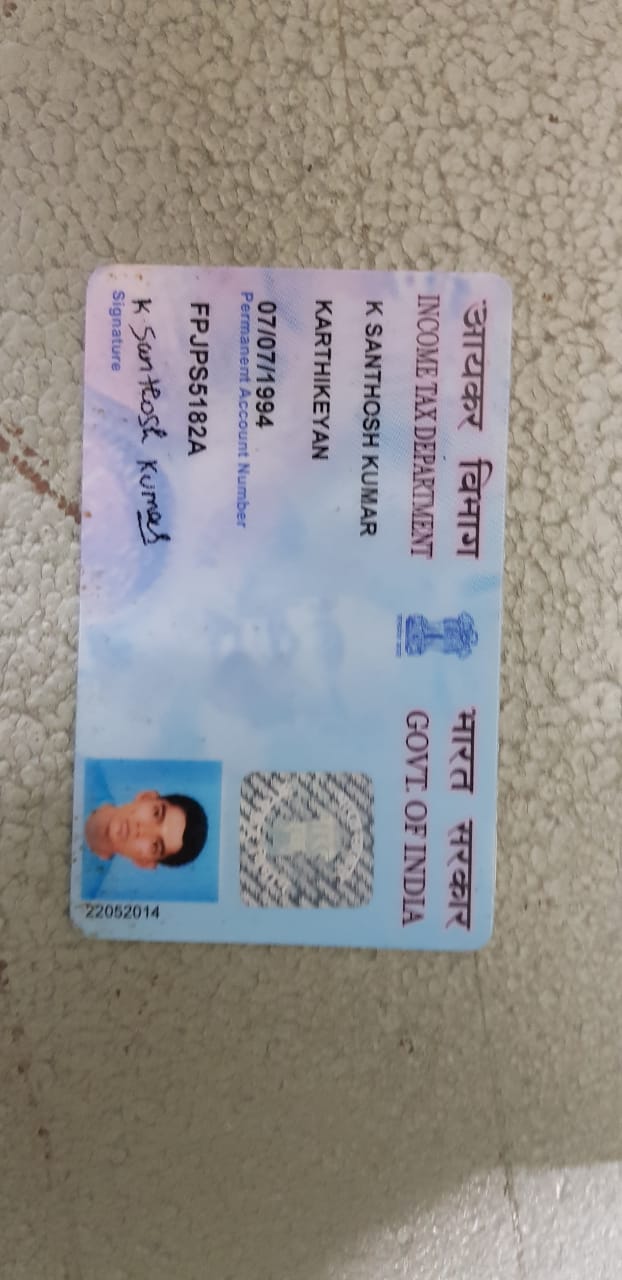 आयकर विभाग
INCOME TAX DEPARTMENT
भारत सरकार
GOVT. OF INDIA
K SANTHOSH KUMAR
KARTHIKEYAN
07/07/1994
Permanent Account Number
FPJPS5182A
K Santhosh Kumar
Signature
22052014